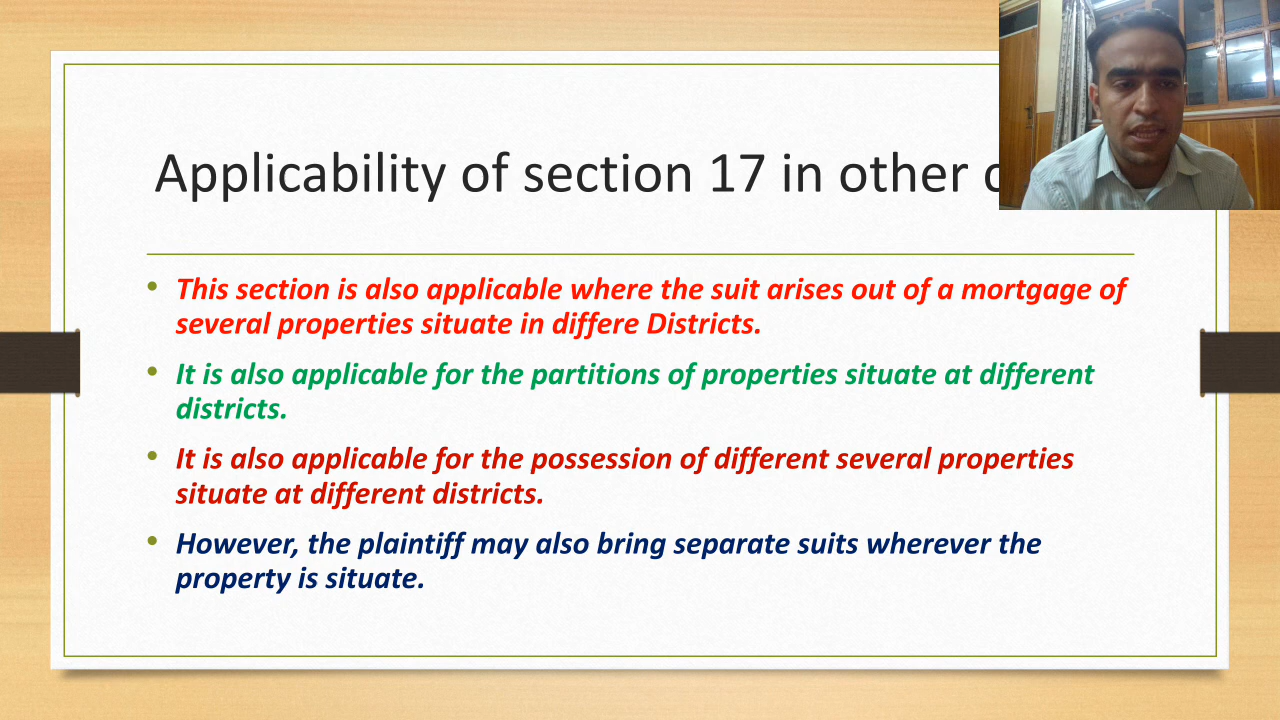 Applicability of section 17 in other
• This section is also applicable where the suit arises out of a mortgage of
several properties situate in differe Districts.
• It is also applicable for the partitions of properties situate at different
districts.
• It is also applicable for the possession of different several properties
situate at different districts.
• However, the plaintiff may also bring separate suits wherever the
property is situate.